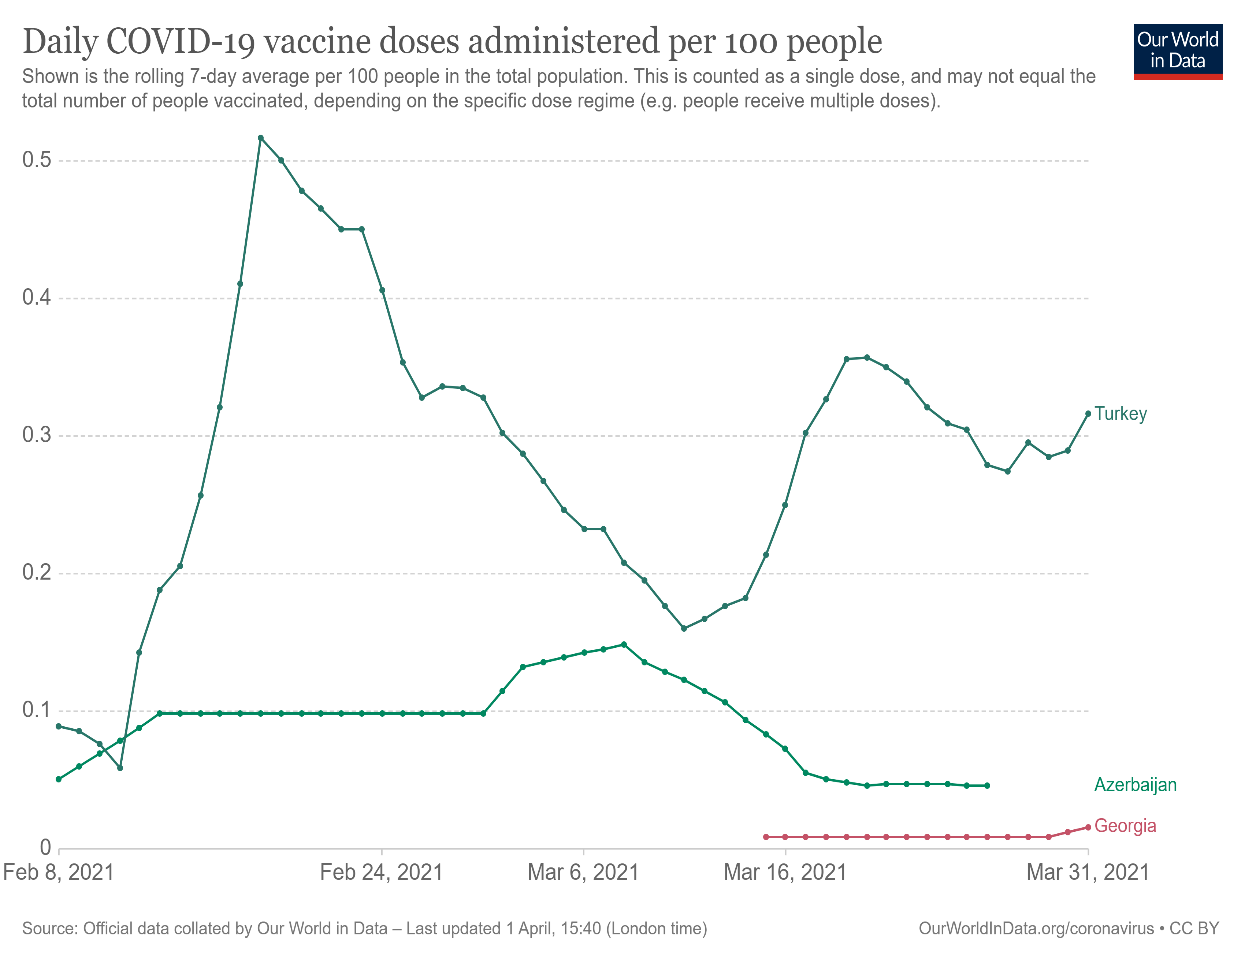 Daily COVID-19 vaccine doses administered per 100 people
Our World
in Data
Shown is the rolling 7-day average per 100 people in the total population. This is counted as a single dose, and may not equal the
total number of people vaccinated, depending on the specific dose regime (e.g. people receive multiple doses).
0.5
0.4
0.3
0.2
0.1
0
Turkey
Azerbaijan
Georgia
Feb 8, 2021
Feb 24, 2021
Mar 6, 2021
Mar 16, 2021
Mar 31, 2021
Source: Official data collated by Our World in Data – Last updated 1 April, 15:40 (London time)
OurWorldInData.org/coronavirus • CC BY